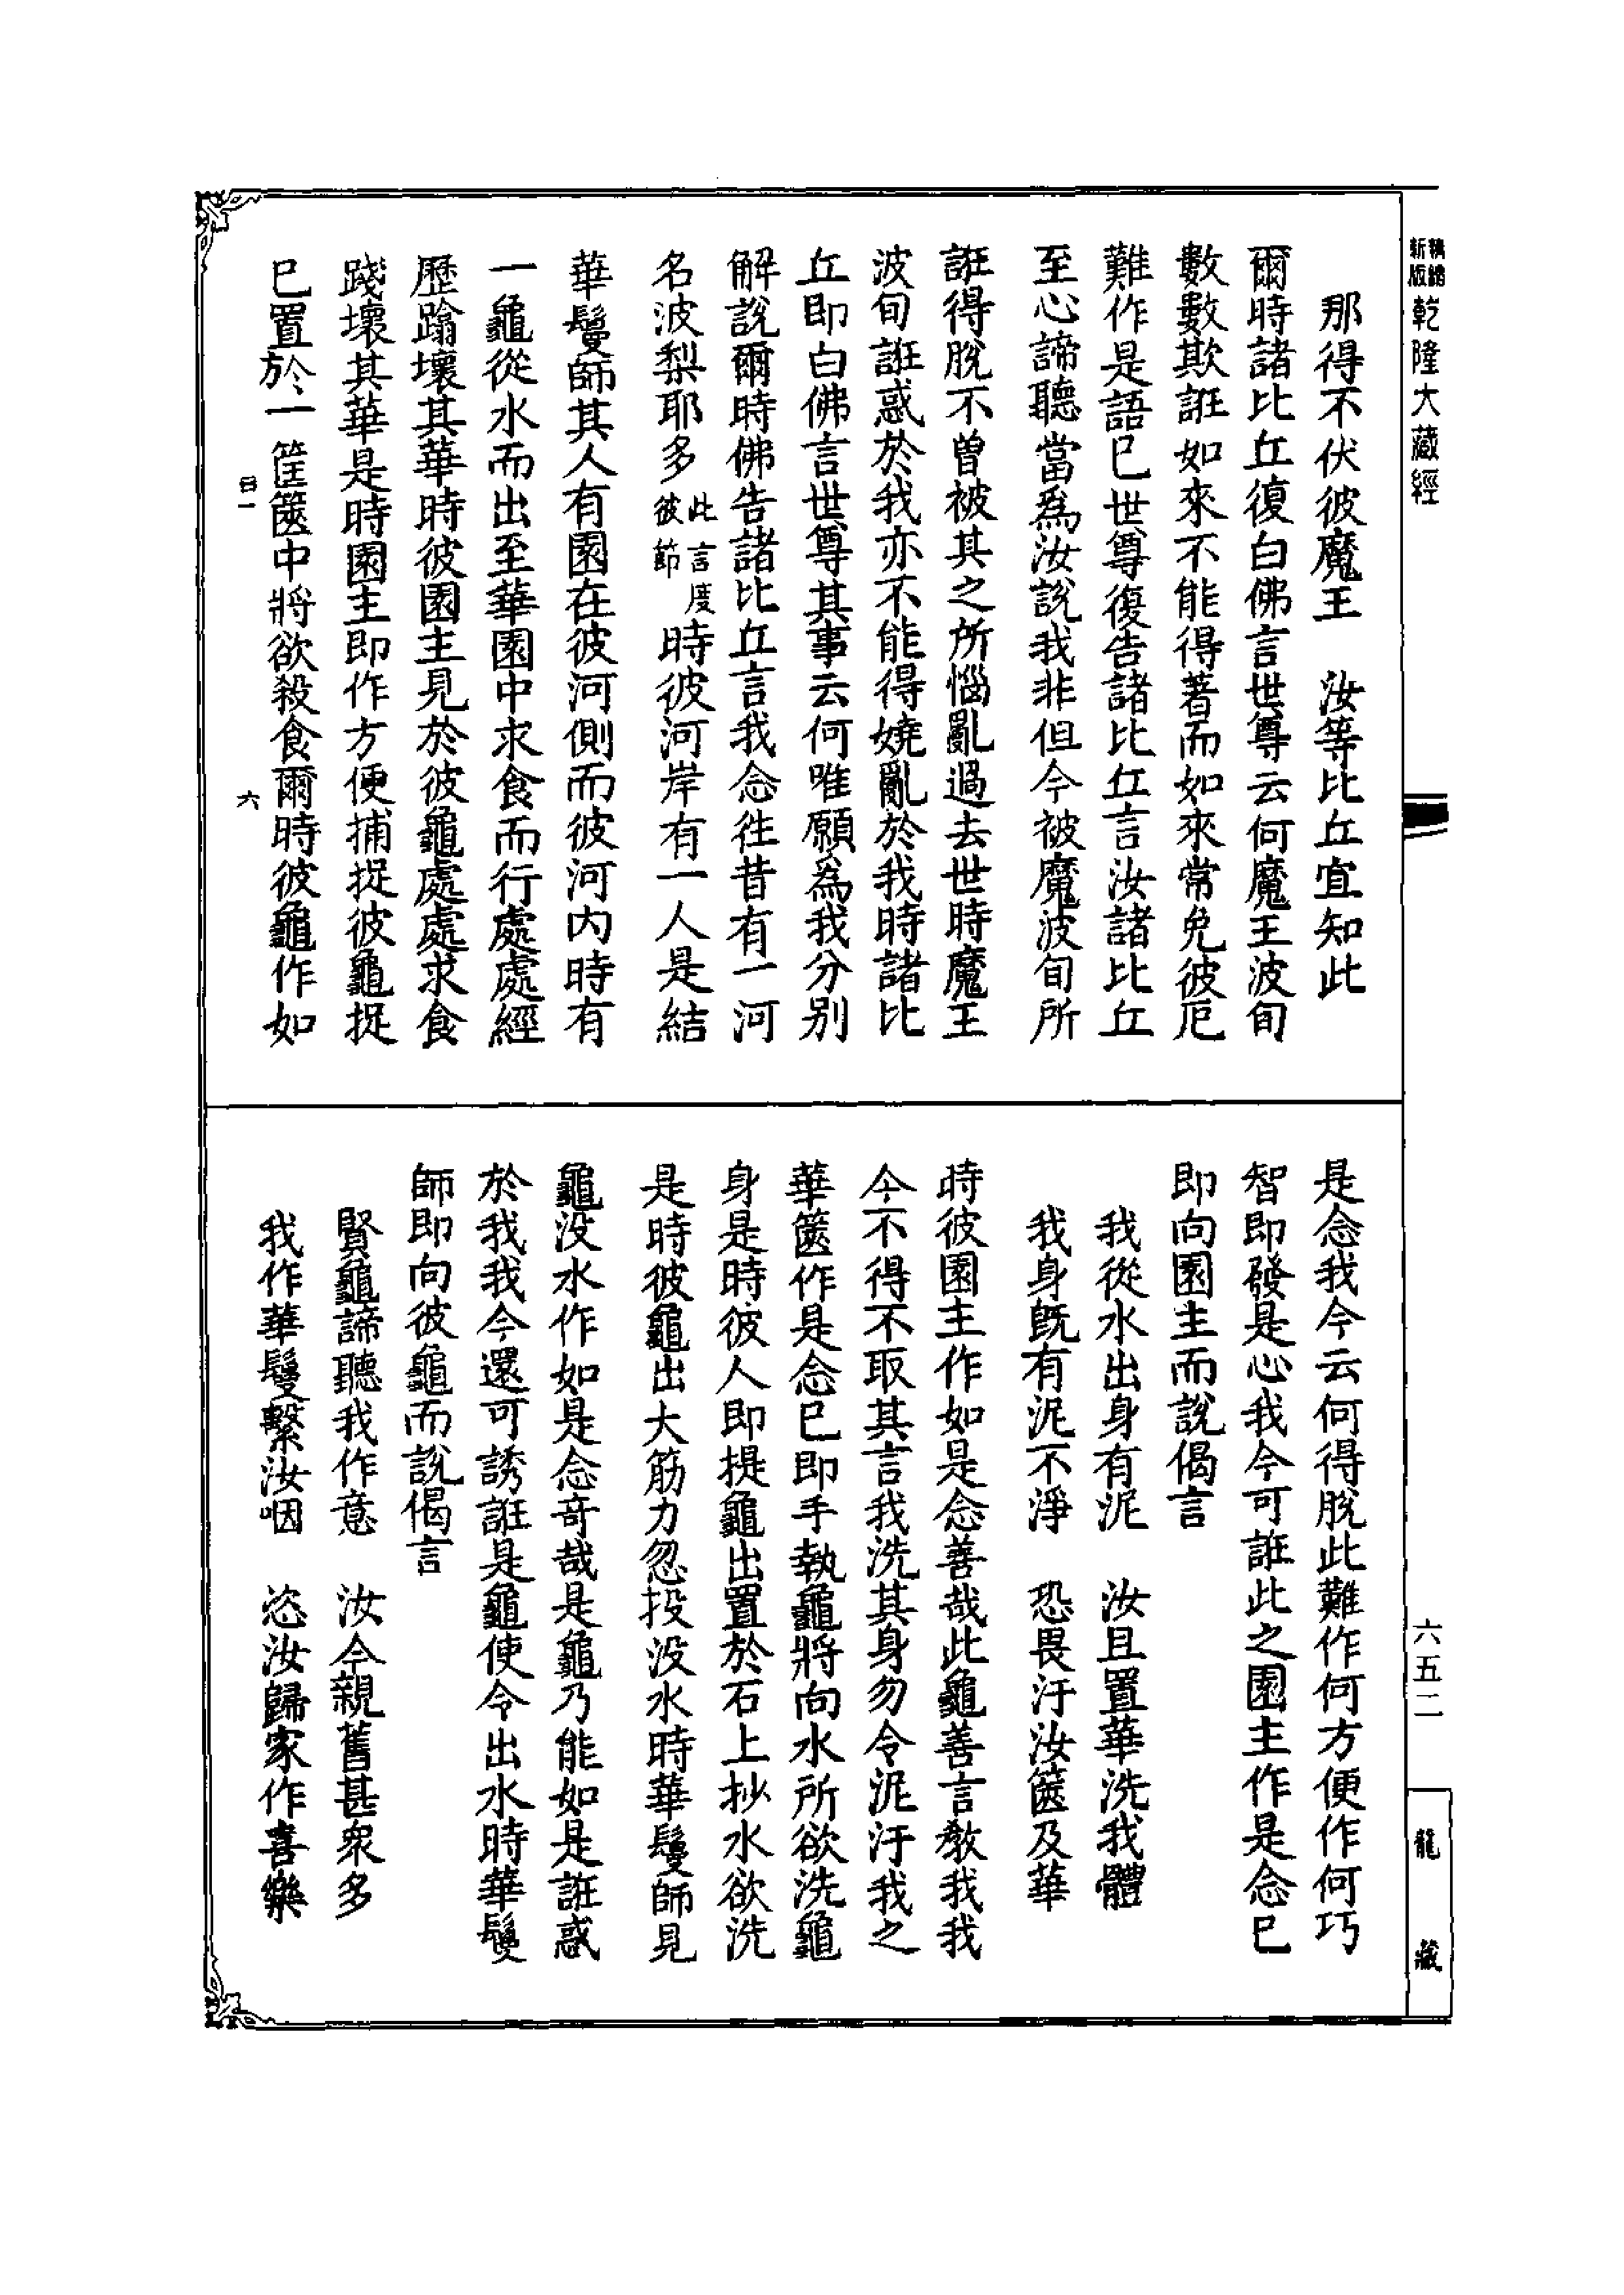 新版精縮乾隆大藏經
那得不伏彼魔王　汝等比丘宜知此
爾時諸比丘復白佛言世尊云何魔王波旬
數數欺誑如來不能得著而如來常免彼厄
難作是語已世尊復告諸比丘言汝諸比丘
至心諦聽當爲汝說我非但今被魔波旬所
誑得脫不曾被其之所惱亂過去世時魔王
波旬誑惑於我亦不能得嬈亂於我時諸比
丘即白佛言世尊其事云何唯願爲我分別
解說爾時佛告諸比丘言我念往昔有一河
名波梨耶多此言度彼節時彼河岸有一人是結
華鬘師其人有園在彼河側而彼河內時有
一龜從水而出至華園中求食而行處處經
歷蹋壞其華時彼園主見於彼龜處處求食
踐壞其華是時園主即作方便捕捉彼龜捉
已置於一筐篋中將欲殺食爾時彼龜作如
六
是念我今云何得脫此難作何方便作何巧
智即發是心我今可誑此之園主作是念已
即向園主而說偈言
我從水出身有泥　汝且置華洗我體
我身既有泥不淨　恐畏汙汝篋及華
時彼園主作如是念善哉此龜善言教我我
今不得不取其言我洗其身勿令泥汙我之
華篋作是念已即手執龜將向水所欲洗龜
身是時彼人即提龜出置於石上抄水欲洗
是時彼龜出大筋力忽投沒水時華鬘師見
龜沒水作如是念奇哉是龜乃能如是誑惑
於我我今還可誘誑是龜使令出水時華鬘
師即向彼龜而說偈言
賢龜諦聽我作意　汝今親舊甚衆多
我作華鬘繫汝咽　恣汝歸家作喜樂
六五二
龍藏